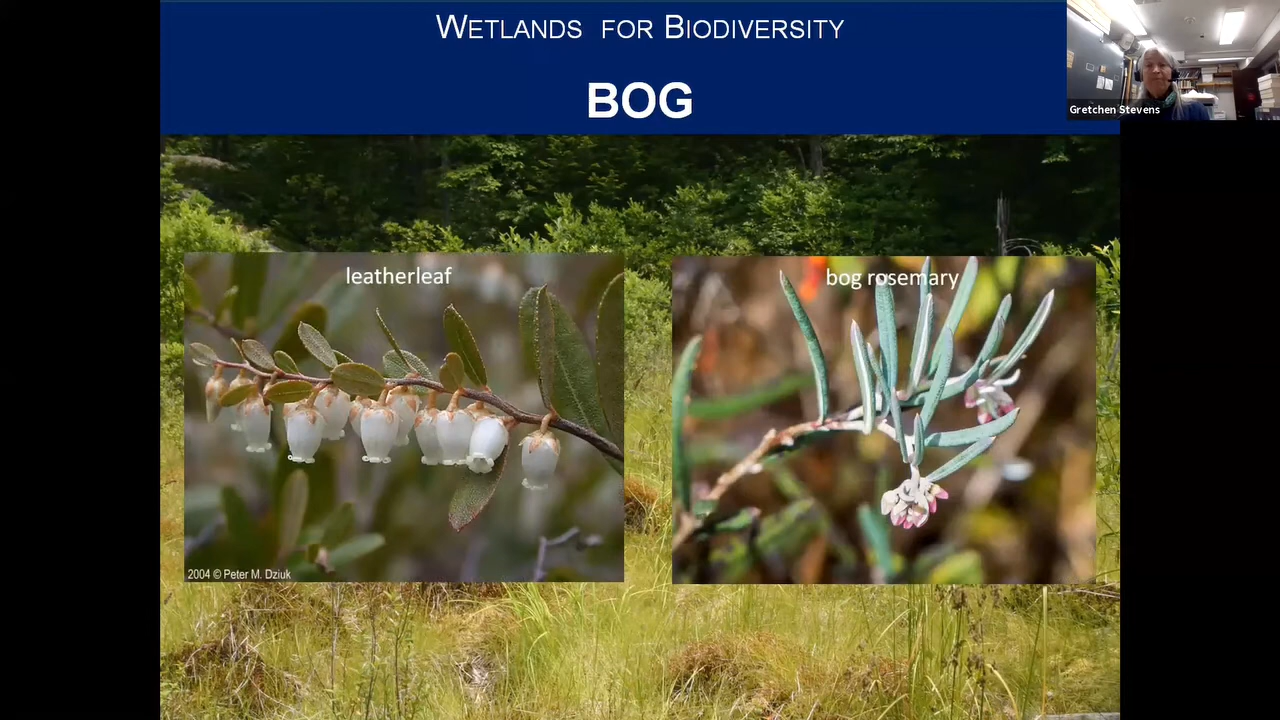 WETLANDS FOR BIODIVERSITY
BOG
Gretchen Stevens
leatherleaf
bog rosemary
2004 © Peter M. Dziuk